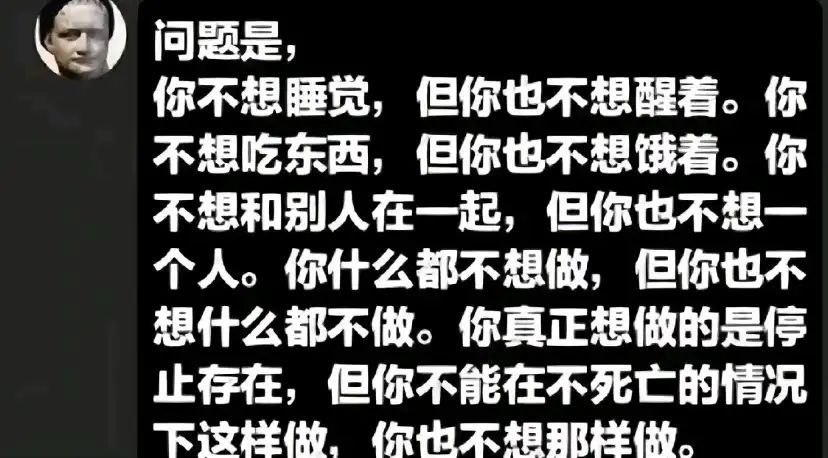 问题是，
你不想睡觉，但你也不想醒着。你
不想吃东西，但你也不想饿着。你
不想和别人在一起，但你也不想一
个人。你什么都不想做，但你也不
想什么都不做。你真正想做的是停
止存在，但你不能在不死亡的情况
下这样做，你也不想那样做。